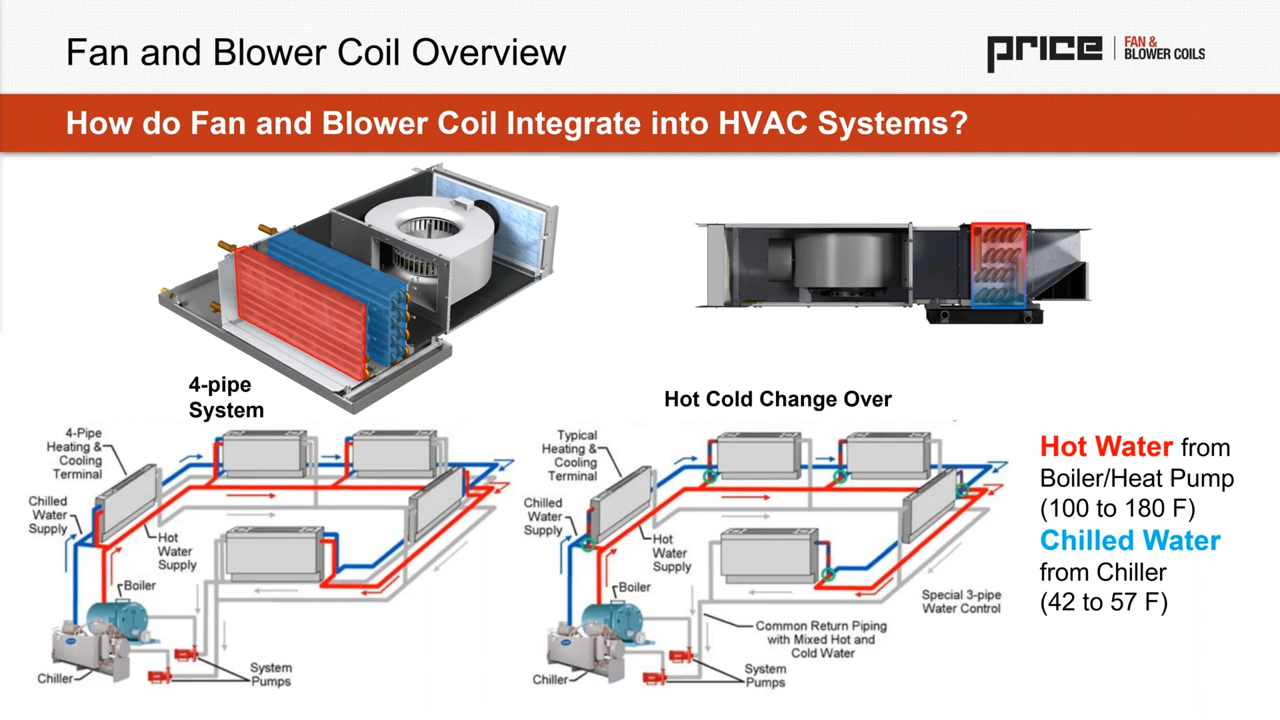 Fan and Blower Coil Overview
price
FAN &
BLOWER COILS
How do Fan and Blower Coil Integrate into HVAC Systems?
4-pipe
System
Hot Cold Change Over
4-Pipe
Heating &
Cooling
Terminal
Chilled
Water
Supply
Hot
Water
Supply
Boiler
Chiller
System
Pumps
Typical
Heating &
Cooling
Terminal
Chilled
Water
Supply
Hot
Water
Supply
Boiler
Chiller
Special 3-pipe
Water Control
Common Return Piping
with Mixed Hot and
Cold Water
System
Pumps
Hot Water from
Boiler/Heat Pump
(100 to 180 F)
Chilled Water
from Chiller
(42 to 57 F)